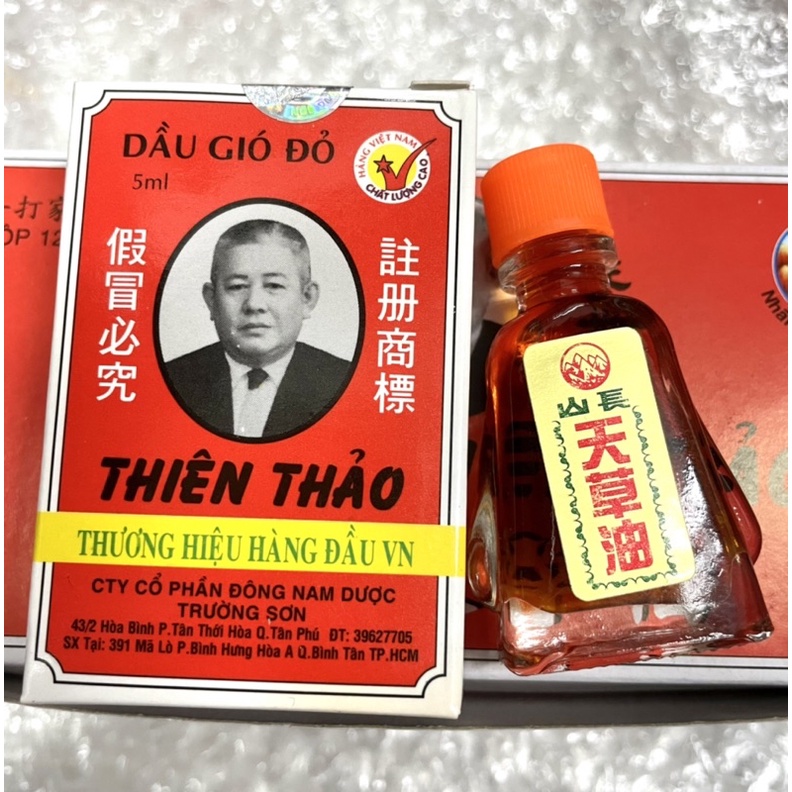 DẦU GIÓ ĐỎ
5ml
HÀNG VIỆT NAM
CHẤT LƯỢNG CAO
註册商標
假冒必究
THIÊN THẢO
THƯƠNG HIỆU HÀNG ĐẦU VN
CTY CỔ PHẦN ĐÔNG NAM DƯỢC
TRƯỜNG SƠN
43/2 Hòa Bình P.Tân Thới Hòa Q.Tân Phú ĐT: 39627705
SX Tại: 391 Mã Lò P.Bình Hưng Hòa A Q.Bình Tân TP.HCM
山長
天草油
打
12
Nhãn